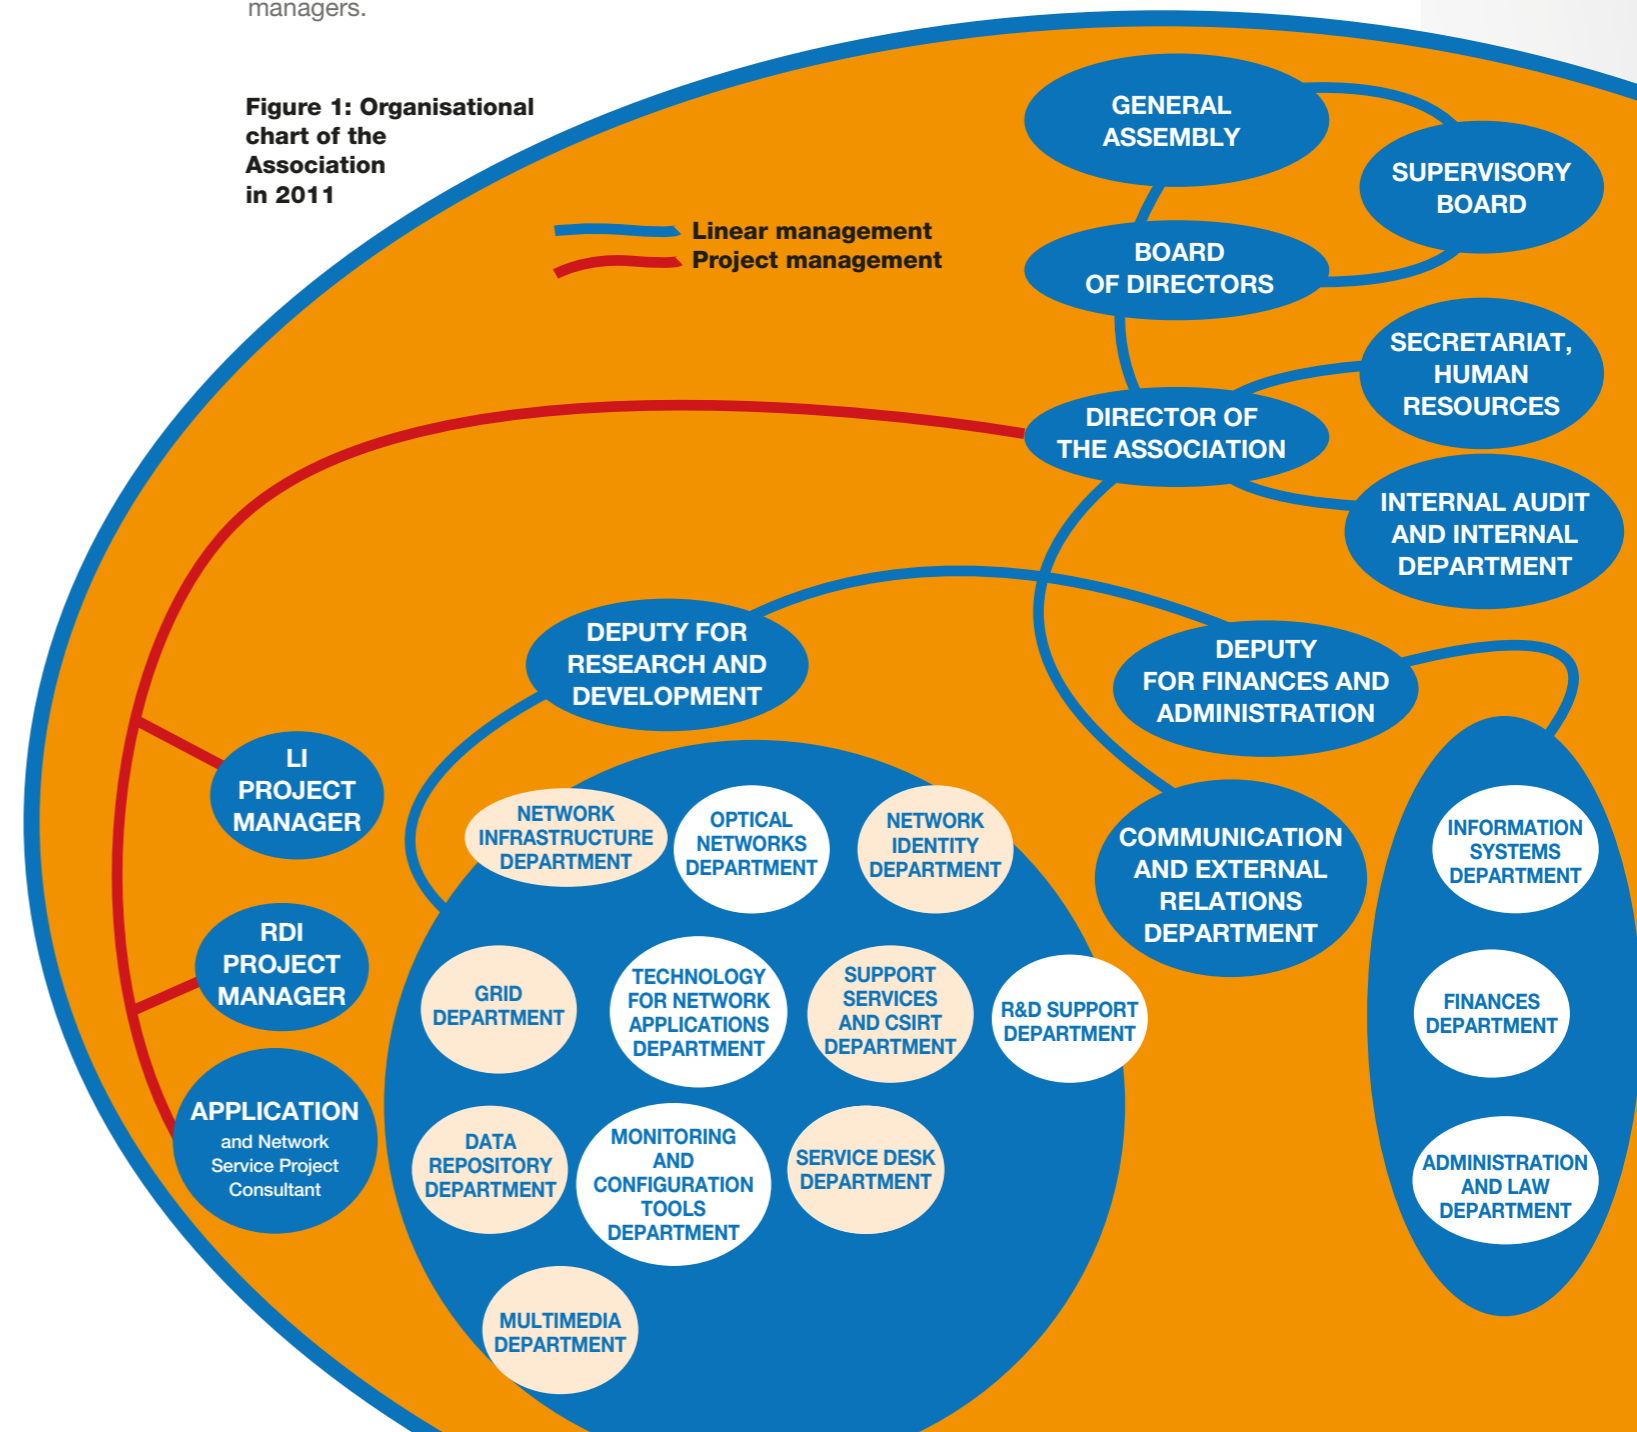 managers.
Figure 1: Organisational
chart of the
Association
in 2011
Linear management
Project management
GENERAL
ASSEMBLY
SUPERVISORY
BOARD
BOARD
OF DIRECTORS
SECRETARIAT,
HUMAN
RESOURCES
DIRECTOR OF
THE ASSOCIATION
INTERNAL AUDIT
AND INTERNAL
DEPARTMENT
DEPUTY FOR
RESEARCH AND
DEVELOPMENT
DEPUTY
FOR FINANCES AND
ADMINISTRATION
LI
PROJECT
MANAGER
RDI
PROJECT
MANAGER
APPLICATION
and Network
Service Project
Consultant
NETWORK
INFRASTRUCTURE
DEPARTMENT
OPTICAL
NETWORKS
DEPARTMENT
NETWORK
IDENTITY
DEPARTMENT
COMMUNICATION
AND EXTERNAL
RELATIONS
DEPARTMENT
INFORMATION
SYSTEMS
DEPARTMENT
GRID
DEPARTMENT
TECHNOLOGY
FOR NETWORK
APPLICATIONS
DEPARTMENT
SUPPORT
SERVICES
AND CSIRT
DEPARTMENT
R&D SUPPORT
DEPARTMENT
FINANCES
DEPARTMENT
DATA
REPOSITORY
DEPARTMENT
MONITORING
AND
CONFIGURATION
TOOLS
DEPARTMENT
SERVICE DESK
DEPARTMENT
ADMINISTRATION
AND LAW
DEPARTMENT
MULTIMEDIA
DEPARTMENT